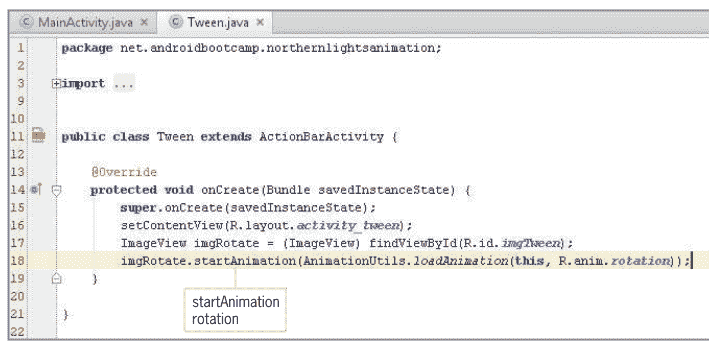 MainActivity.java × Tween.java ×
1 package net.androidbootcamp.northernlightsanimation;
2
3 import ...
9
10
11 public class Tween extends ActionBarActivity {
12
13 @Override
14 protected void onCreate(Bundle savedInstanceState) {
15 super.onCreate(savedInstanceState);
16 setContentView(R.layout.activity_tween);
17 ImageView imgRotate = (ImageView) findViewById(R.id.imgTween);
18 imgRotate.startAnimation(AnimationUtils.loadAnimation(this, R.anim.rotation));
19 }
20
21 }
22
startAnimation
rotation